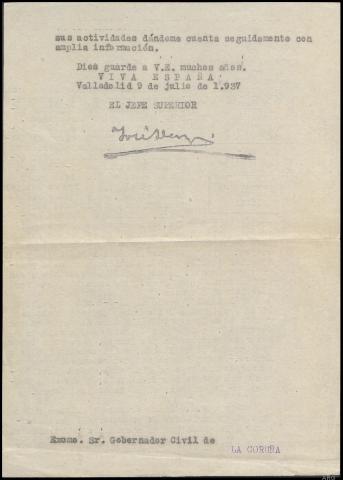 sus actividades dándome cuenta seguidamente con
amplia información.
Dios guarde a V.E. muchos años.
VIVA ESPAÑA
Valladolid 9 de julio de 1.937
EL JEFE SUPERIOR
José
Excmo. Sr. Gobernador Civil de
LA CORUÑA